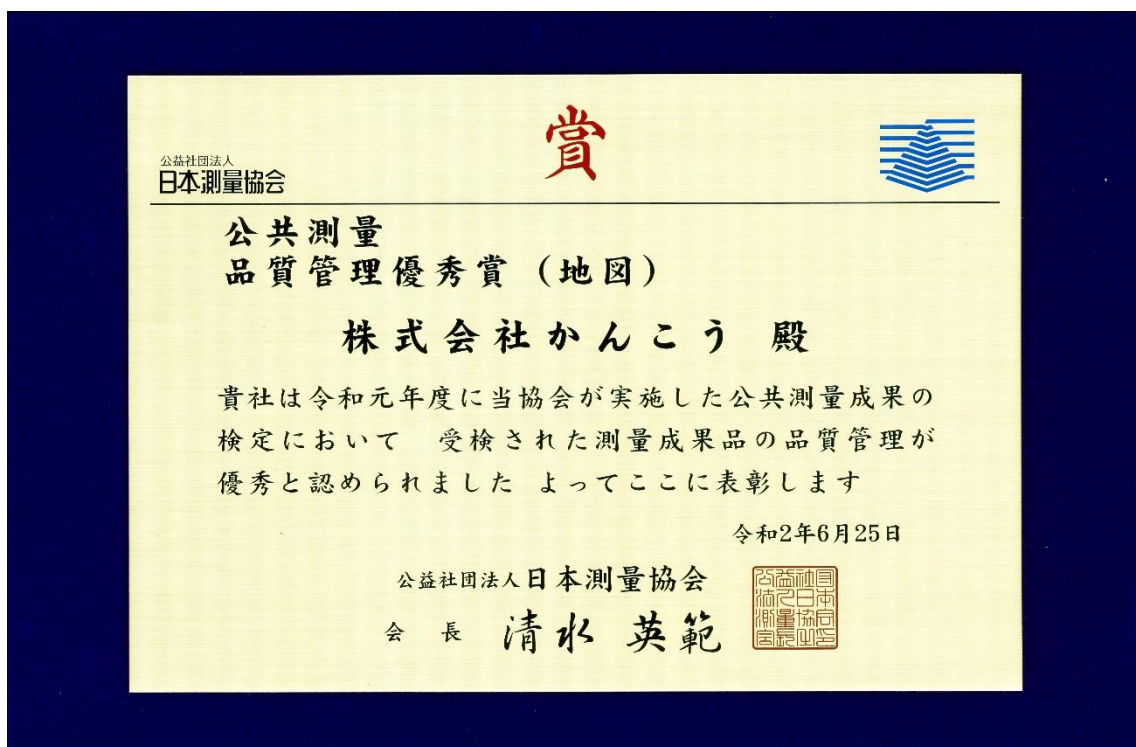 賞
公益社団法人
日本測量協会
公共測量
品質管理優秀賞（地図）
株式会社かんこう 殿
貴社は令和元年度に当協会が実施した公共測量成果の
検定において 受検された測量成果品の品質管理が
優秀と認められました よってここに表彰します
令和2年6月25日
公益社団法人日本測量協会
会 長 清水 英範